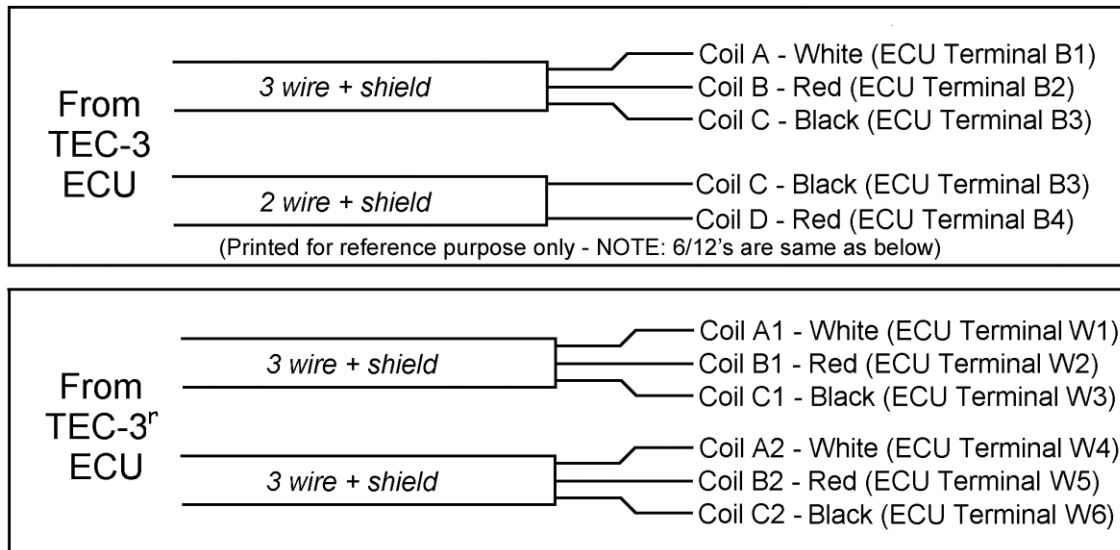 From
TEC-3
ECU
3 wire + shield
Coil A - White (ECU Terminal B1)
Coil B - Red (ECU Terminal B2)
Coil C - Black (ECU Terminal B3)
2 wire + shield
Coil C - Black (ECU Terminal B3)
Coil D - Red (ECU Terminal B4)
(Printed for reference purpose only - NOTE: 6/12's are same as below)
From
TEC-3r
ECU
3 wire + shield
Coil A1 - White (ECU Terminal W1)
Coil B1 - Red (ECU Terminal W2)
Coil C1 - Black (ECU Terminal W3)
3 wire + shield
Coil A2 - White (ECU Terminal W4)
Coil B2 - Red (ECU Terminal W5)
Coil C2 - Black (ECU Terminal W6)